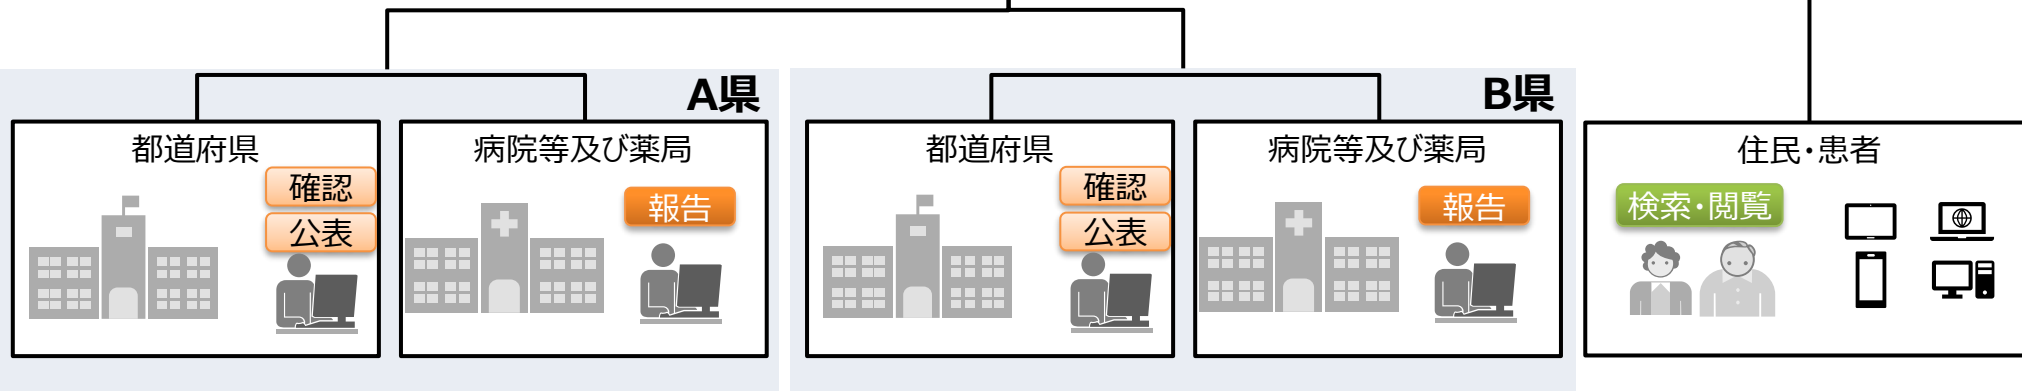 A県
都道府県
確認
公表
病院等及び薬局
報告
B県
都道府県
確認
公表
病院等及び薬局
報告
住民・患者
検索・閲覧